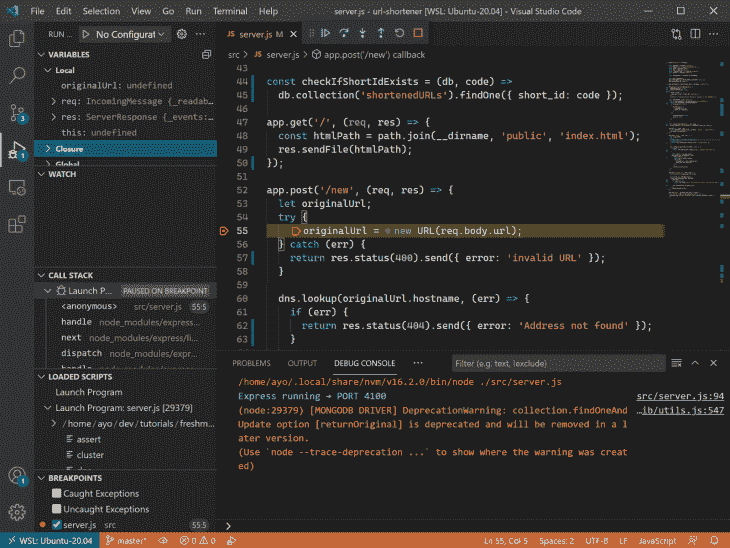 File Edit Selection View Go Run Terminal Help server.js - url-shortener [WSL: Ubuntu-20.04] - Visual Studio Code
RUN ... No Configurat
VARIABLES
Local
originalUrl: undefined
req: IncomingMessage {_readab…
res: ServerResponse {_events:…
this: undefined
Closure
Global
WATCH
CALL STACK
Launch P… PAUSED ON BREAKPOINT
<anonymous> src/server.js 55:5
handle node_modules/express…
next node_modules/express/li…
dispatch node_modules/expr…
handle
LOADED SCRIPTS
Launch Program
Launch Program: server.js [29379]
/home/ayo/dev/tutorials/freshm…
assert
cluster
BREAKPOINTS
Caught Exceptions
Uncaught Exceptions
server.js src 55:5
JS server.js M
src > JS server.js > app.post('/new') callback
43
44 const checkIfShortIdExists = (db, code) =>
45 db.collection('shortenedURLs').findOne({ short_id: code });
46
47 app.get('/', (req, res) => {
48 const htmlPath = path.join(__dirname, 'public', 'index.html');
49 res.sendFile(htmlPath);
50 });
51
52 app.post('/new', (req, res) => {
53 let originalUrl;
54 try {
55 originalUrl = new URL(req.body.url);
56 } catch (err) {
57 return res.status(400).send({ error: 'invalid URL' });
58 }
59
60 dns.lookup(originalUrl.hostname, (err) => {
61 if (err) {
62 return res.status(404).send({ error: 'Address not found' });
63 }
PROBLEMS OUTPUT DEBUG CONSOLE ... Filter (e.g. text, !exclude)
/home/ayo/.local/share/nvm/v16.2.0/bin/node ./src/server.js
Express running → PORT 4100 src/server.js:94
(node:29379) [MONGODB DRIVER] DeprecationWarning: collection.findOneAnd …ib/utils.js:547
Update option [returnOriginal] is deprecated and will be removed in a l
ater version.
(Use `node --trace-deprecation ...` to show where the warning was creat
ed)
3
1
1
WSL: Ubuntu-20.04 master* 0 0 Ln 55, Col 5 Spaces: 2 UTF-8 LF JavaScript